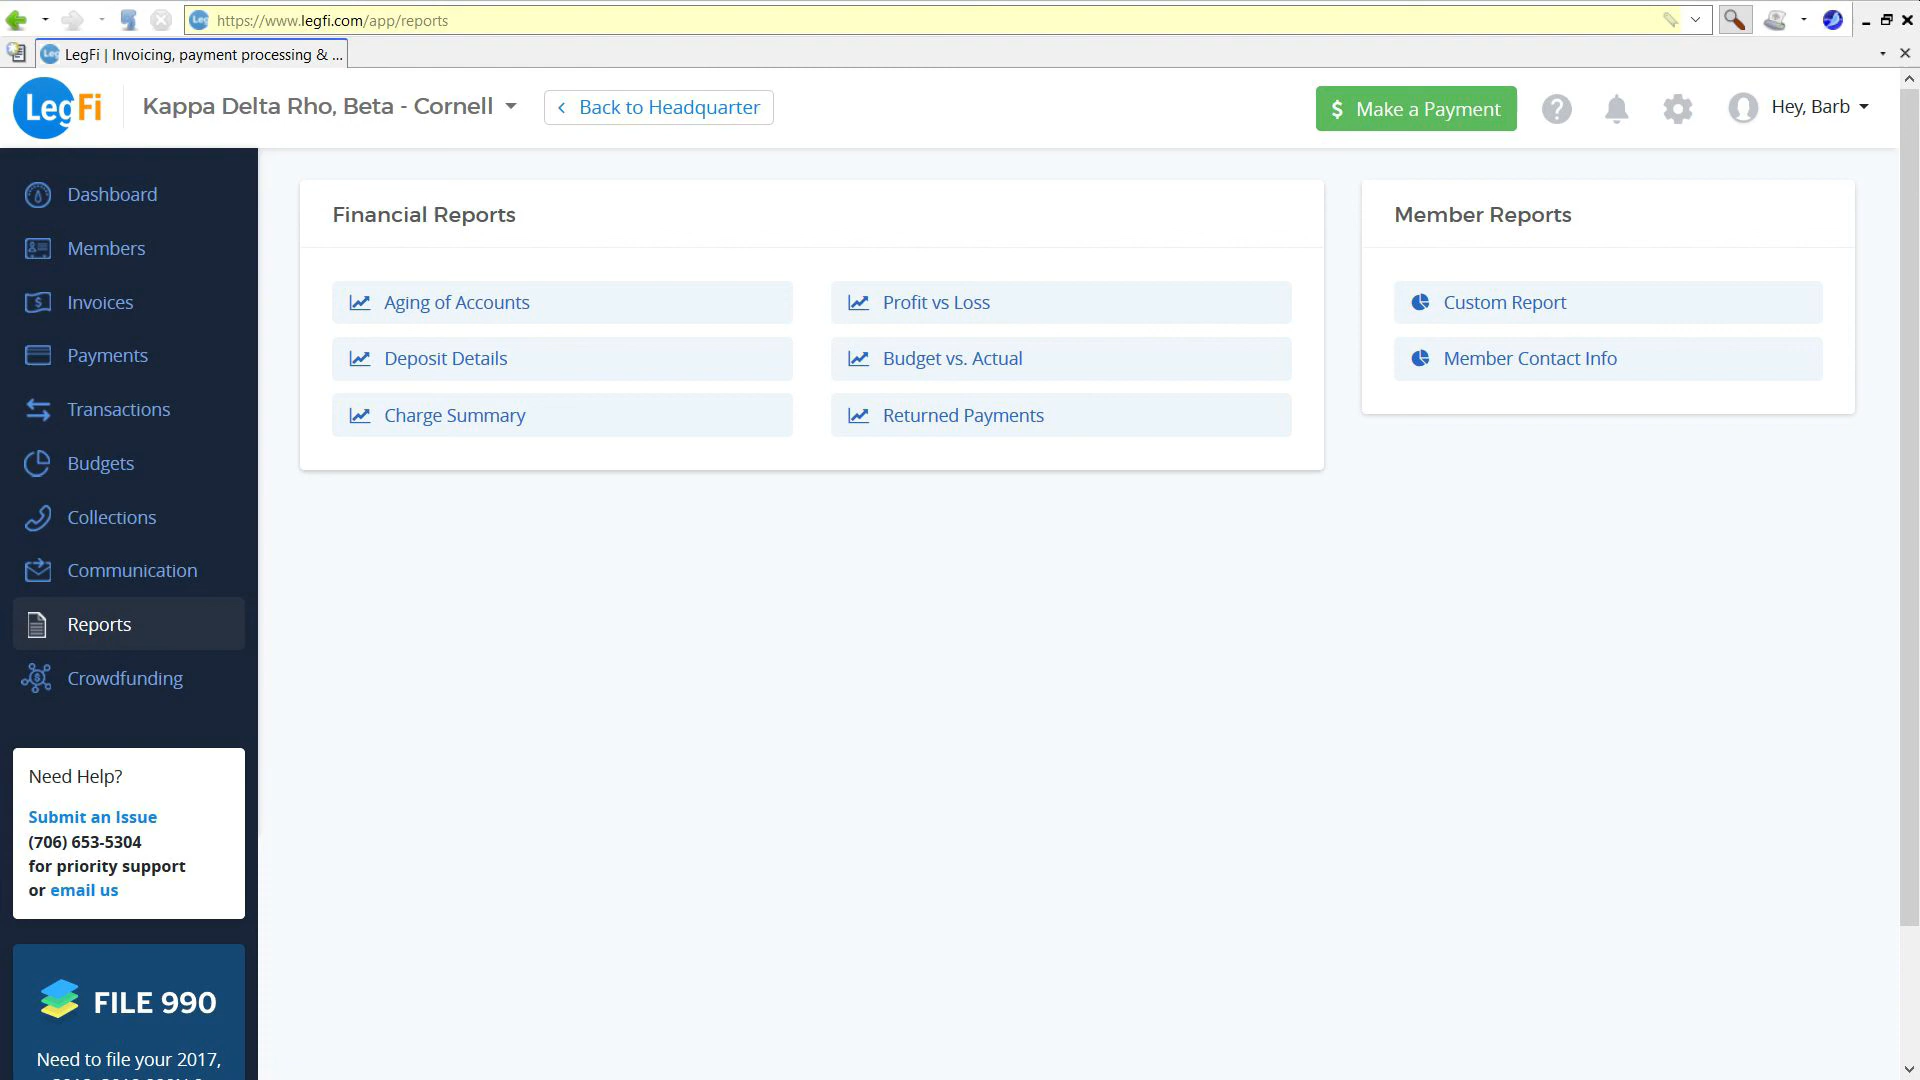 https://www.legfi.com/app/reports
LegFi | Invoicing, payment processing & ...
LegFi
Kappa Delta Rho, Beta - Cornell
Back to Headquarter
$ Make a Payment
Hey, Barb
Dashboard
Members
Invoices
Payments
Transactions
Budgets
Collections
Communication
Reports
Crowdfunding
Need Help?
Submit an Issue
(706) 653-5304
for priority support
or email us
FILE 990
Need to file your 2017,
Financial Reports
Aging of Accounts
Profit vs Loss
Deposit Details
Budget vs. Actual
Charge Summary
Returned Payments
Member Reports
Custom Report
Member Contact Info